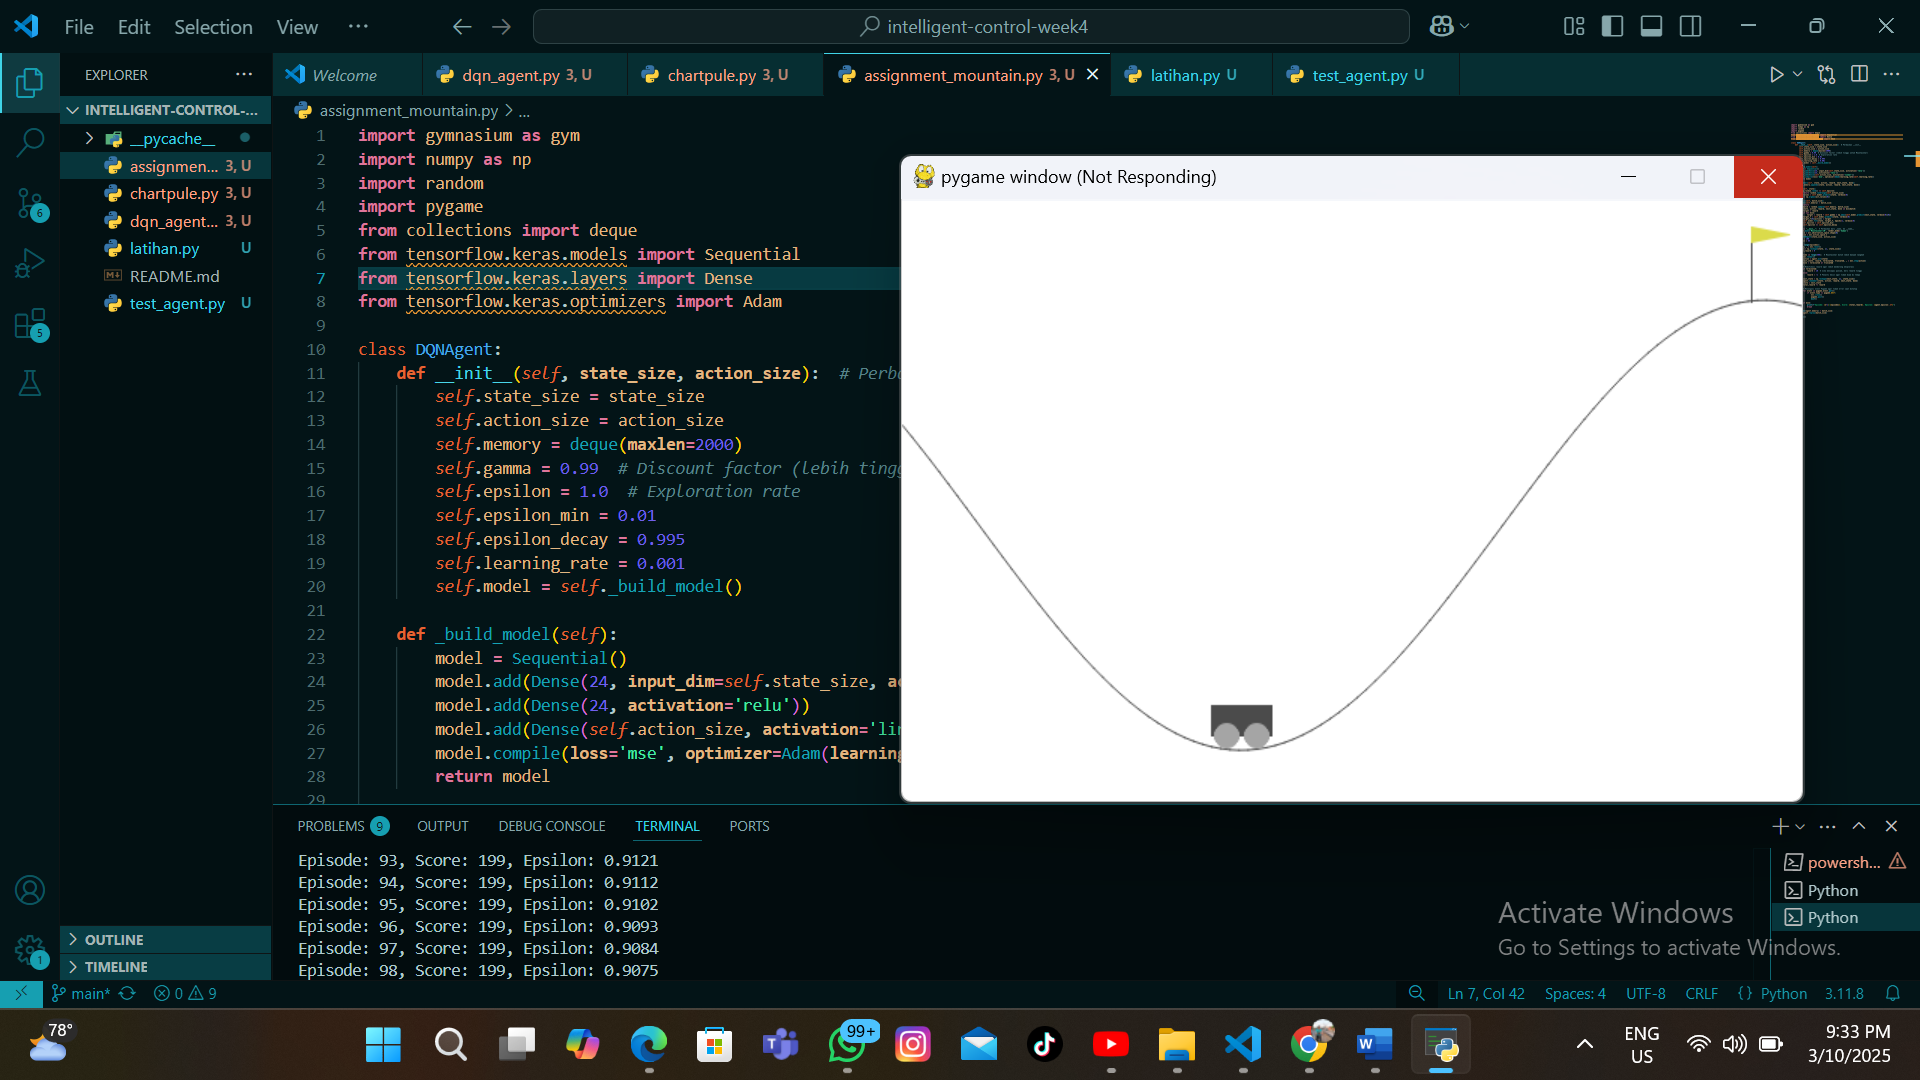 File Edit Selection View ···
intelligent-control-week4
EXPLORER ···
INTELLIGENT-CONTROL-...
__pycache__
assignmen... 3, U
chartpule.py 3, U
dqn_agent... 3, U
latihan.py U
README.md
test_agent.py U
OUTLINE
TIMELINE
6
5
1
Welcome
dqn_agent.py 3, U
chartpule.py 3, U
assignment_mountain.py 3, U
latihan.py U
test_agent.py U
assignment_mountain.py > ...
1 import gymnasium as gym
2 import numpy as np
3 import random
4 import pygame
5 from collections import deque
6 from tensorflow.keras.models import Sequential
7 from tensorflow.keras.layers import Dense
8 from tensorflow.keras.optimizers import Adam
9
10 class DQNAgent:
11 def __init__(self, state_size, action_size): # Perb
12 self.state_size = state_size
13 self.action_size = action_size
14 self.memory = deque(maxlen=2000)
15 self.gamma = 0.99 # Discount factor (lebih tingg
16 self.epsilon = 1.0 # Exploration rate
17 self.epsilon_min = 0.01
18 self.epsilon_decay = 0.995
19 self.learning_rate = 0.001
20 self.model = self._build_model()
21
22 def _build_model(self):
23 model = Sequential()
24 model.add(Dense(24, input_dim=self.state_size, a
25 model.add(Dense(24, activation='relu'))
26 model.add(Dense(self.action_size, activation='li
27 model.compile(loss='mse', optimizer=Adam(learning
28 return model
29
pygame window (Not Responding)
PROBLEMS 9 OUTPUT DEBUG CONSOLE TERMINAL PORTS
Episode: 93, Score: 199, Epsilon: 0.9121
Episode: 94, Score: 199, Epsilon: 0.9112
Episode: 95, Score: 199, Epsilon: 0.9102
Episode: 96, Score: 199, Epsilon: 0.9093
Episode: 97, Score: 199, Epsilon: 0.9084
Episode: 98, Score: 199, Epsilon: 0.9075
powersh...
Python
Python
Activate Windows
Go to Settings to activate Windows.
main* 0 9
Ln 7, Col 42 Spaces: 4 UTF-8 CRLF {} Python 3.11.8
78°
99+
ENG
US
9:33 PM
3/10/2025